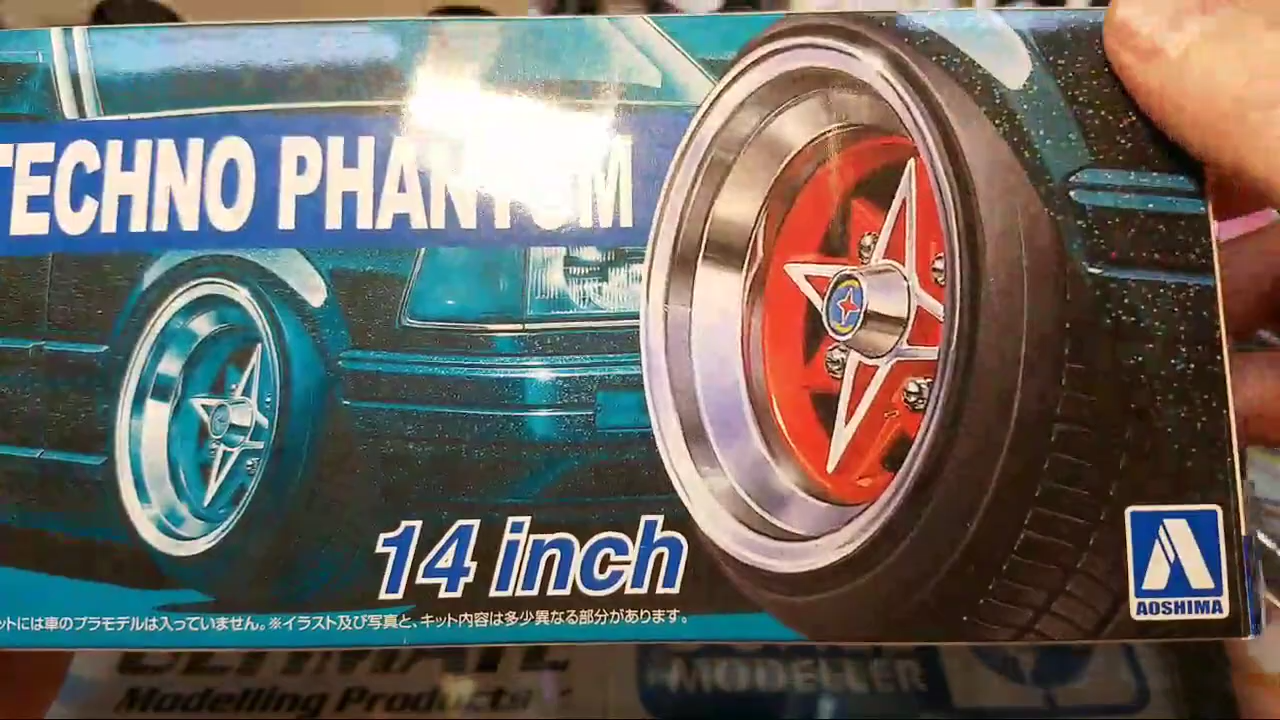 TECHNO PHANTOM
14 inch
ットには車のプラモデルは入っていません。※イラスト及び写真と、キット内容は多少異なる部分があります。
AOSHIMA
ULTIMATE
MODELLER
Modelling Products